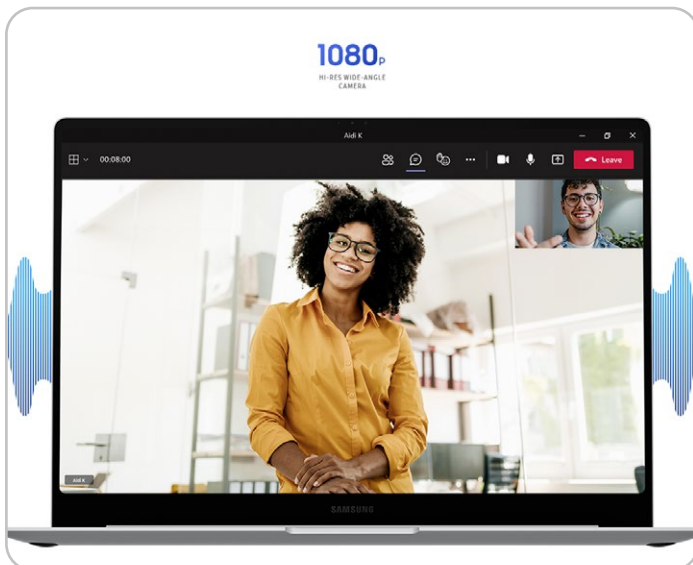 1080p
HI-RES WIDE-ANGLE
CAMERA
Aidi K
00:08:00
Leave
Aidi K
SAMSUNG